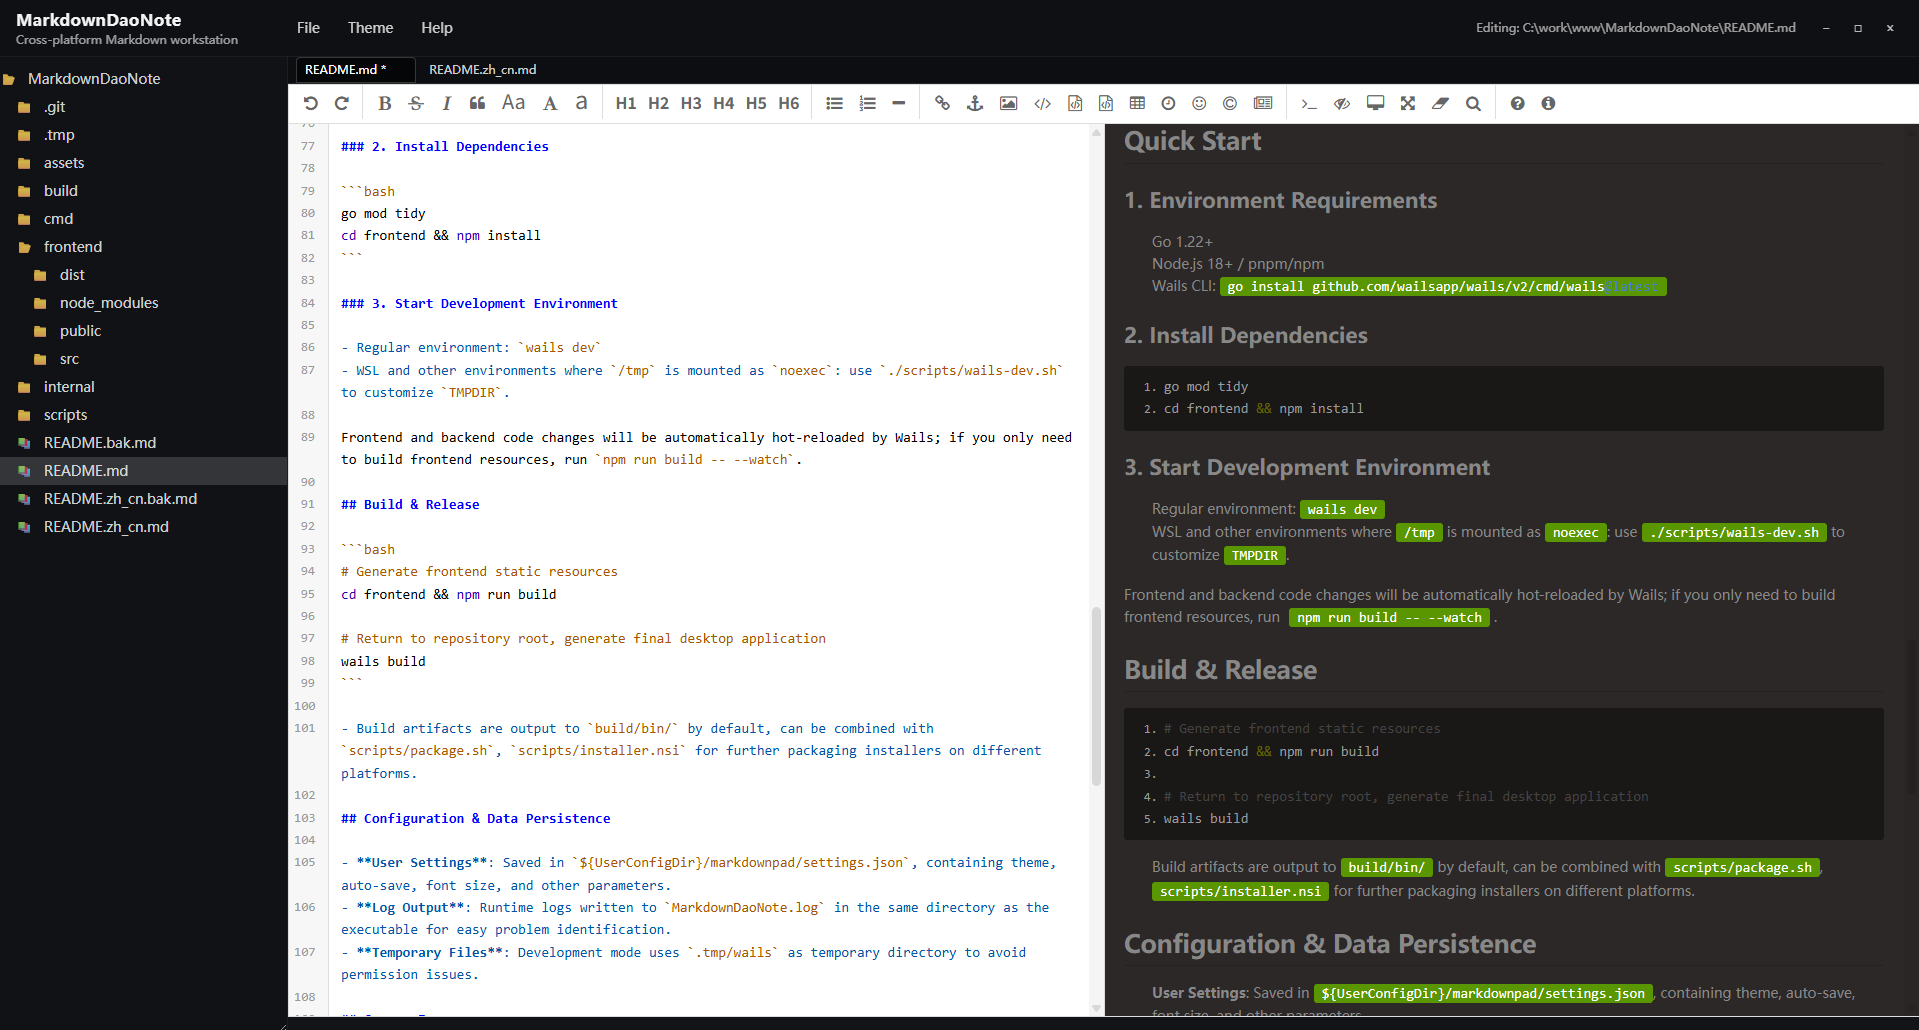 MarkdownDaoNote
Cross-platform Markdown workstation
File Theme Help
Editing: C:\work\www\MarkdownDaoNote\README.md
MarkdownDaoNote
.git
.tmp
assets
build
cmd
frontend
dist
node_modules
public
src
internal
scripts
README.bak.md
README.md
README.zh_cn.bak.md
README.zh_cn.md
README.md * README.zh_cn.md
B S I Aa A a H1 H2 H3 H4 H5 H6
77 ### 2. Install Dependencies
78
79 ```bash
80 go mod tidy
81 cd frontend && npm install
82 ```
83
84 ### 3. Start Development Environment
85
86 - Regular environment: `wails dev`
87 - WSL and other environments where `/tmp` is mounted as `noexec`: use `./scripts/wails-dev.sh`
to customize `TMPDIR`.
88
89 Frontend and backend code changes will be automatically hot-reloaded by Wails; if you only need
to build frontend resources, run `npm run build -- --watch`.
90
91 ## Build & Release
92
93 ```bash
94 # Generate frontend static resources
95 cd frontend && npm run build
96
97 # Return to repository root, generate final desktop application
98 wails build
99 ```
100
101 - Build artifacts are output to `build/bin/` by default, can be combined with
`scripts/package.sh`, `scripts/installer.nsi` for further packaging installers on different
platforms.
102
103 ## Configuration & Data Persistence
104
105 - **User Settings**: Saved in `${UserConfigDir}/markdownpad/settings.json`, containing theme,
auto-save, font size, and other parameters.
106 - **Log Output**: Runtime logs written to `MarkdownDaoNote.log` in the same directory as the
executable for easy problem identification.
107 - **Temporary Files**: Development mode uses `.tmp/wails` as temporary directory to avoid
permission issues.
108
Quick Start
1. Environment Requirements
Go 1.22+
Node.js 18+ / pnpm/npm
Wails CLI: go install github.com/wailsapp/wails/v2/cmd/wails@latest
2. Install Dependencies
1. go mod tidy
2. cd frontend && npm install
3. Start Development Environment
Regular environment: wails dev
WSL and other environments where /tmp is mounted as noexec: use ./scripts/wails-dev.sh to
customize TMPDIR.
Frontend and backend code changes will be automatically hot-reloaded by Wails; if you only need to build
frontend resources, run npm run build -- --watch.
Build & Release
1. # Generate frontend static resources
2. cd frontend && npm run build
3.
4. # Return to repository root, generate final desktop application
5. wails build
Build artifacts are output to build/bin/ by default, can be combined with scripts/package.sh,
scripts/installer.nsi for further packaging installers on different platforms.
Configuration & Data Persistence
User Settings: Saved in ${UserConfigDir}/markdownpad/settings.json, containing theme, auto-save,
font size, and other parameters.